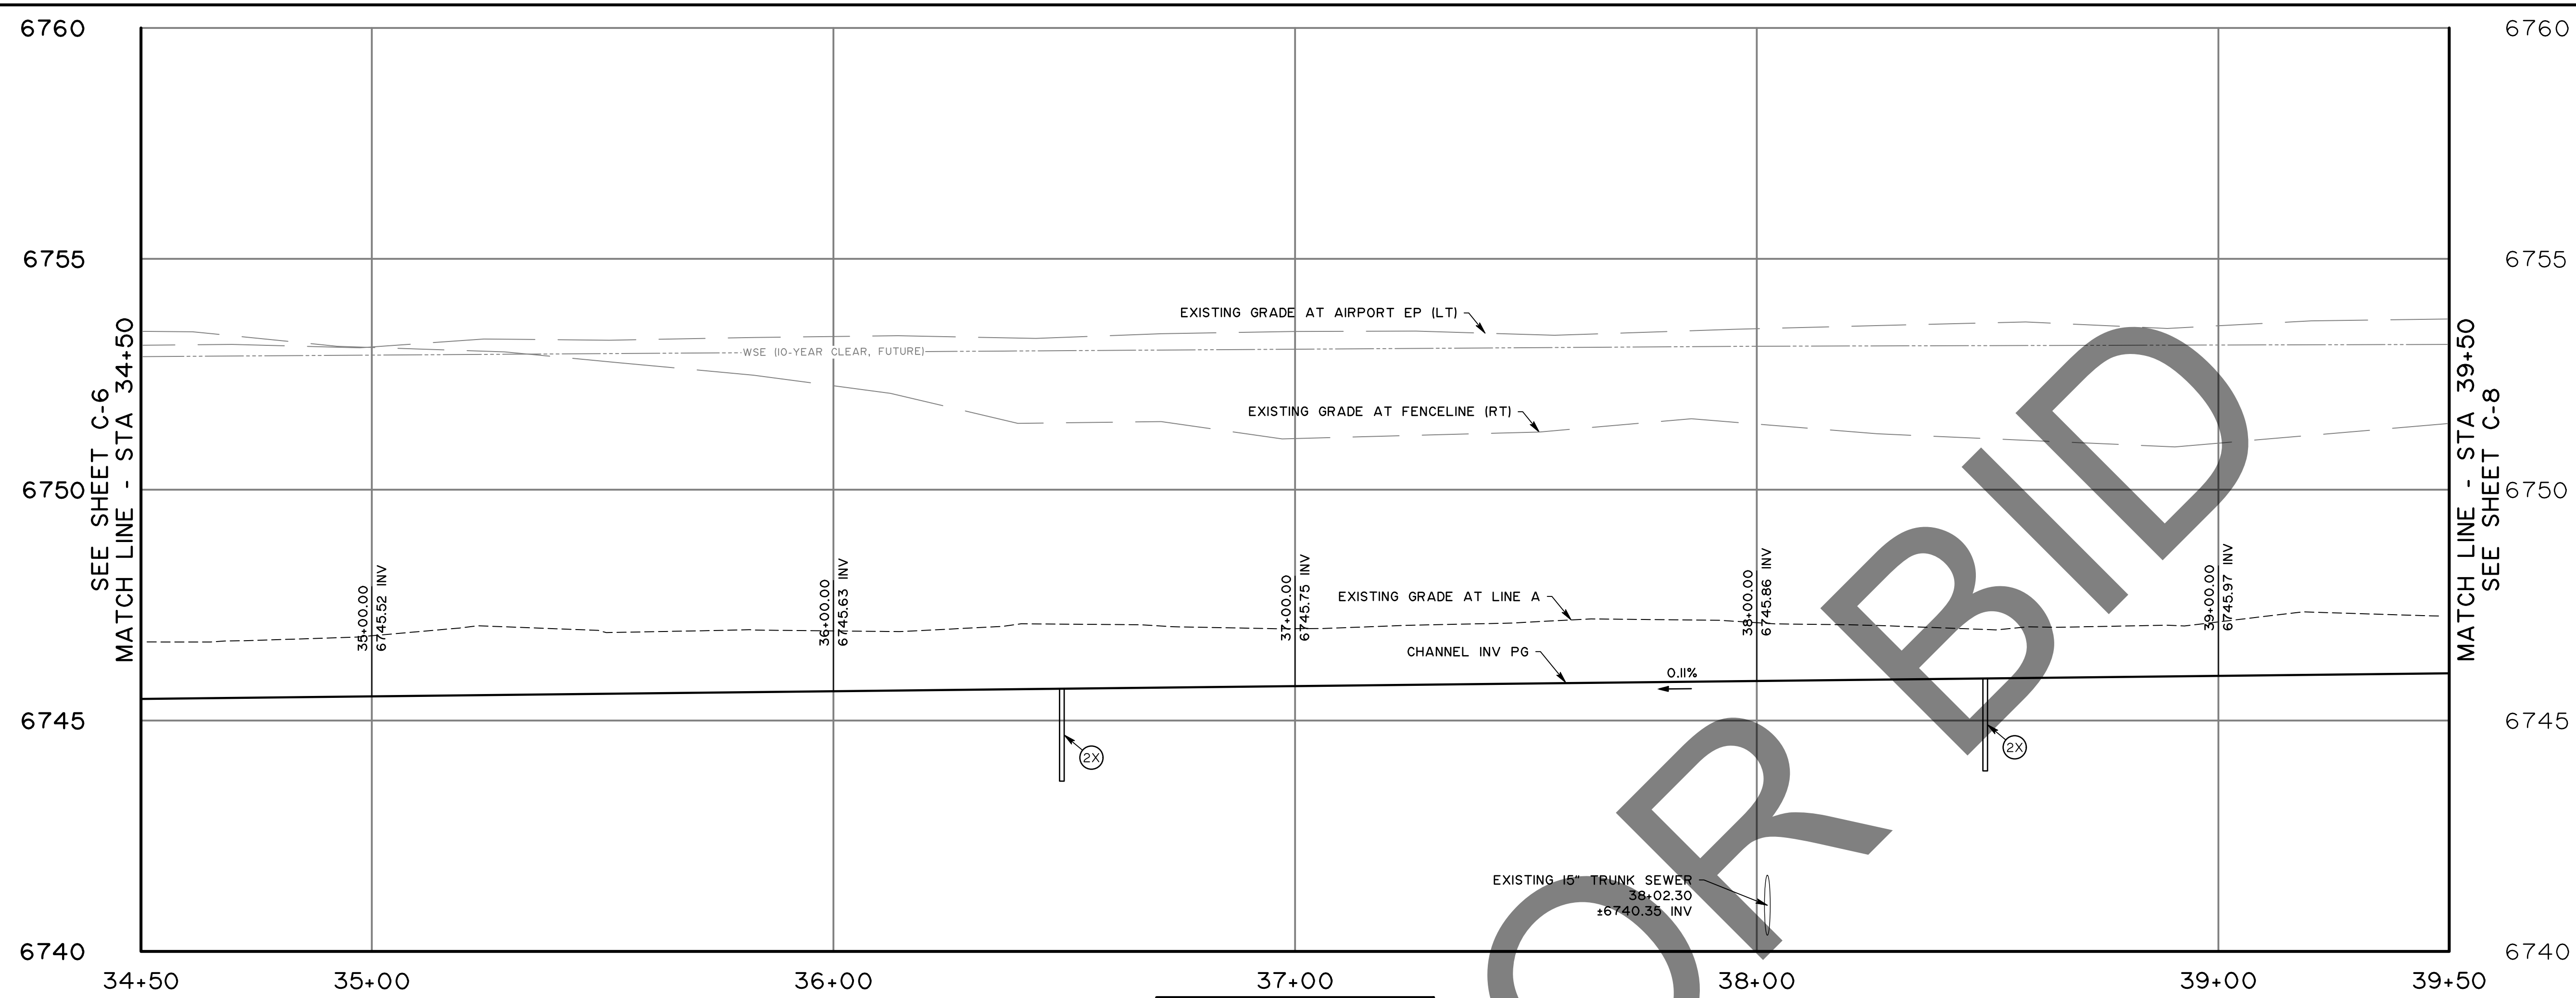 6760
6760
6755
6755
EXISTING GRADE AT AIRPORT EP (LT)
WSE (10-YEAR CLEAR, FUTURE)
EXISTING GRADE AT FENCELINE (RT)
SEE SHEET C-6
MATCH LINE - STA 34+50
MATCH LINE - STA 39+50
SEE SHEET C-8
6750
6750
35+00.00
6745.52 INV
36+00.00
6745.63 INV
37+00.00
6745.75 INV
38+00.00
6745.86 INV
39+00.00
6745.97 INV
EXISTING GRADE AT LINE A
CHANNEL INV PG
0.11%
6745
6745
2X
2X
EXISTING 15" TRUNK SEWER
38+02.30
±6740.35 INV
6740
6740
34+50
35+00
36+00
37+00
38+00
39+00
39+50
OR BID